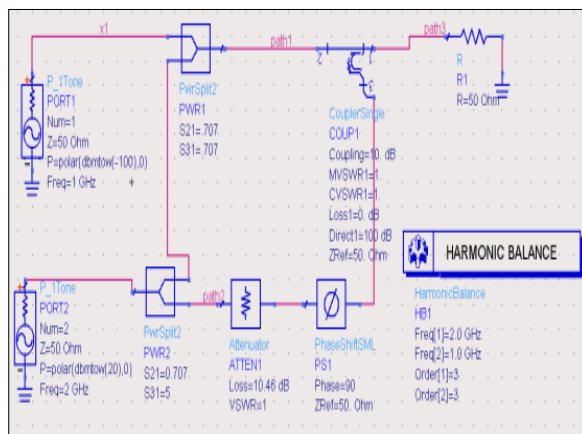 x1
path1
path3
P_1Tone
PORT1
Num=1
Z=50 Ohm
P=polar(dbmtow(-100),0)
Freq=1 GHz
PwrSplit2
PWR1
S21=.707
S31=.707
2
1
3
CouplerSingle
COUP1
Coupling=10. dB
MVSWR1=1.
CVSWR1=1.
Loss1=0. dB
Direct1=100 dB
ZRef=50. Ohm
R
R1
R=50 Ohm
P_1Tone
PORT2
Num=2
Z=50 Ohm
P=polar(dbmtow(20),0)
Freq=2 GHz
PwrSplit2
PWR2
S21=0.707
S31=5
path2
Attenuator
ATTEN1
Loss=10.46 dB
VSWR=1
PhaseShiftSML
PS1
Phase=90
ZRef=50. Ohm
HARMONIC BALANCE
HarmonicBalance
HB1
Freq[1]=2.0 GHz
Freq[2]=1.0 GHz
Order[1]=3
Order[2]=3